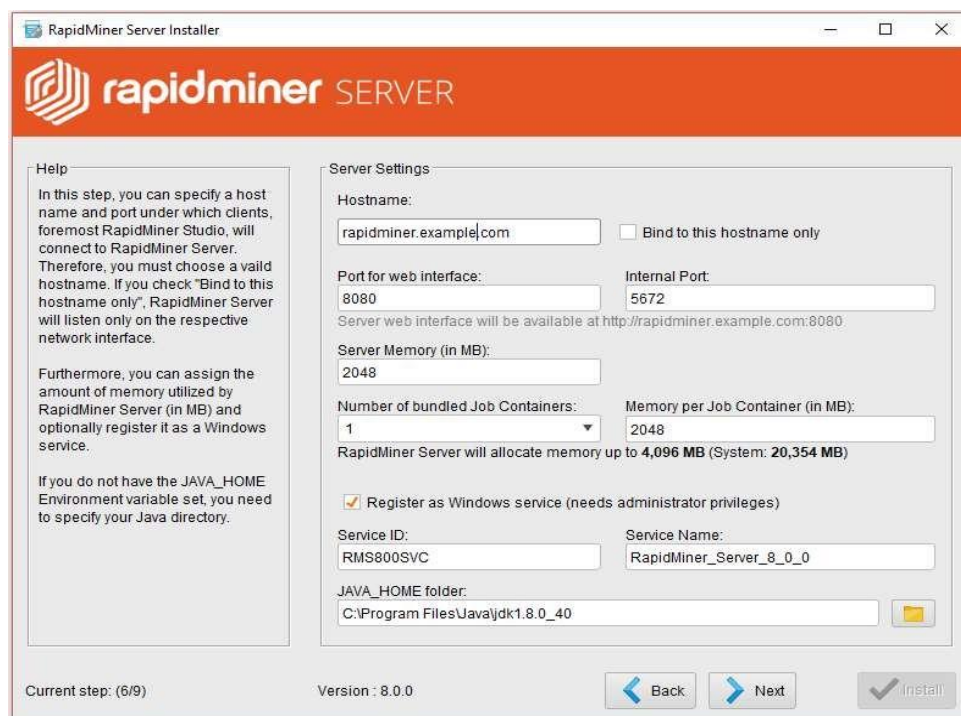 RapidMiner Server Installer
rapidminer SERVER
Help
In this step, you can specify a host
name and port under which clients,
foremost RapidMiner Studio, will
connect to RapidMiner Server.
Therefore, you must choose a vaild
hostname. If you check "Bind to this
hostname only", RapidMiner Server
will listen only on the respective
network interface.
Furthermore, you can assign the
amount of memory utilized by
RapidMiner Server (in MB) and
optionally register it as a Windows
service.
If you do not have the JAVA_HOME
Environment variable set, you need
to specify your Java directory.
Server Settings
Hostname:
rapidminer.example.com
Bind to this hostname only
Port for web interface: Internal Port:
8080 5672
Server web interface will be available at http://rapidminer.example.com:8080
Server Memory (in MB):
2048
Number of bundled Job Containers: Memory per Job Container (in MB):
1 2048
RapidMiner Server will allocate memory up to 4,096 MB (System: 20,354 MB)
Register as Windows service (needs administrator privileges)
Service ID: Service Name:
RMS800SVC RapidMiner_Server_8_0_0
JAVA_HOME folder:
C:\Program Files\Java\jdk1.8.0_40
Current step: (6/9) Version : 8.0.0 Back Next Install